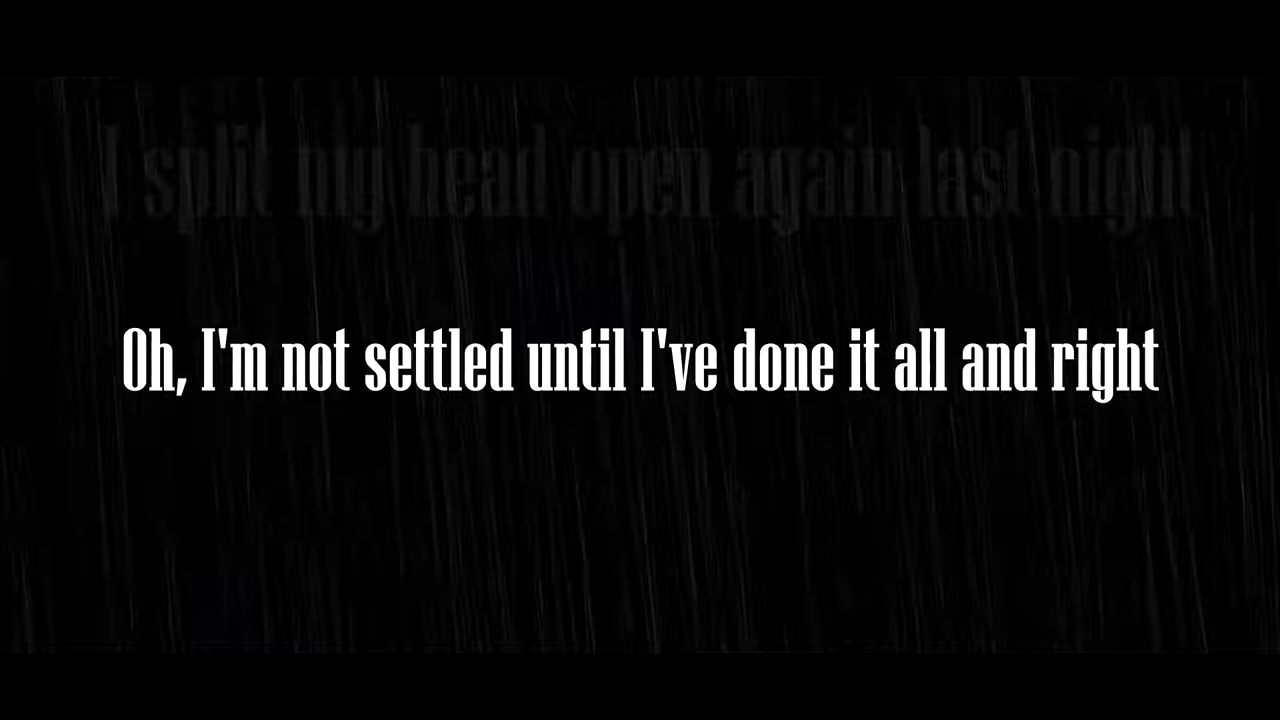 I split my head open again last night
Oh, I'm not settled until I've done it all and right